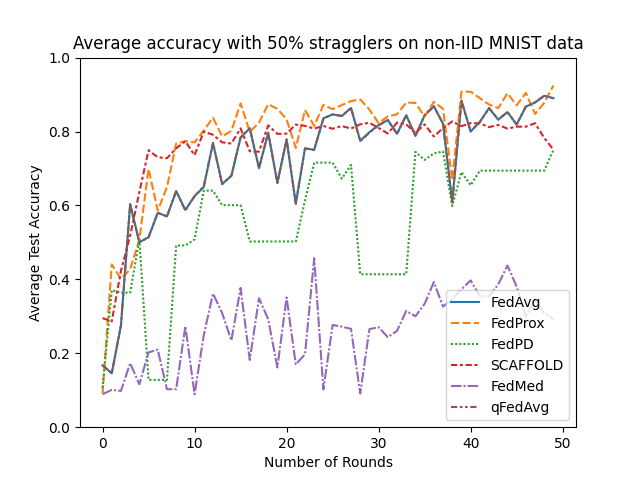 Average accuracy with 50% stragglers on non-IID MNIST data
1.0
0.8
0.6
0.4
0.2
0.0
Average Test Accuracy
0
10
20
30
40
50
Number of Rounds
FedAvg
FedProx
FedPD
SCAFFOLD
FedMed
qFedAvg